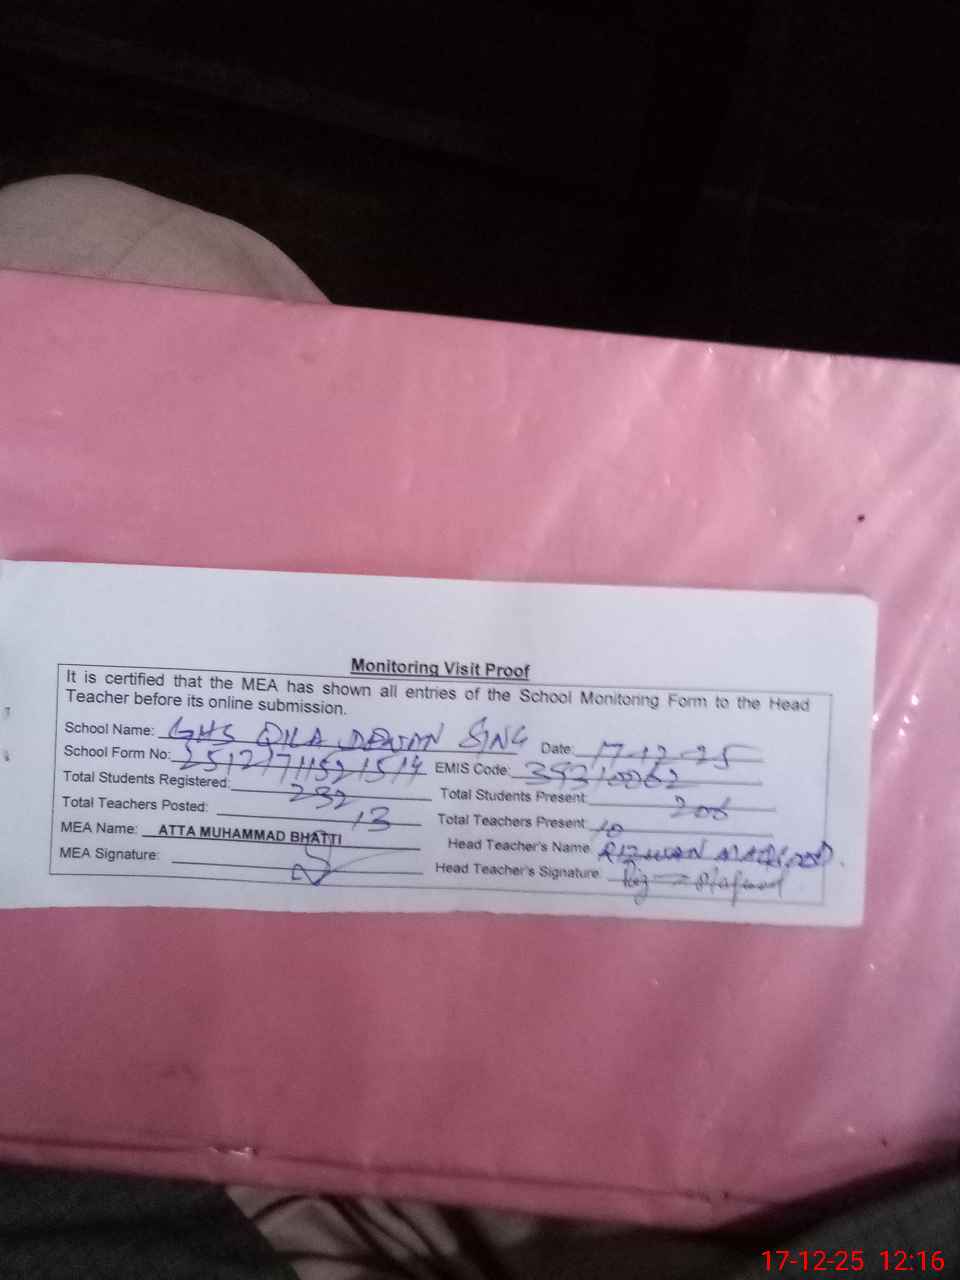 Monitoring Visit Proof
It is certified that the MEA has shown all entries of the School Monitoring Form to the Head
Teacher before its online submission.
School Name: GHS QILA DEWAN SING Date: 17-12-25
School Form No: EMIS Code:
Total Students Registered: 232 Total Students Present: 206
Total Teachers Posted: 13 Total Teachers Present: 10
MEA Name: ATTA MUHAMMAD BHATTI Head Teacher's Name: RIZWAN
MEA Signature: Head Teacher's Signature:
17-12-25 12:16